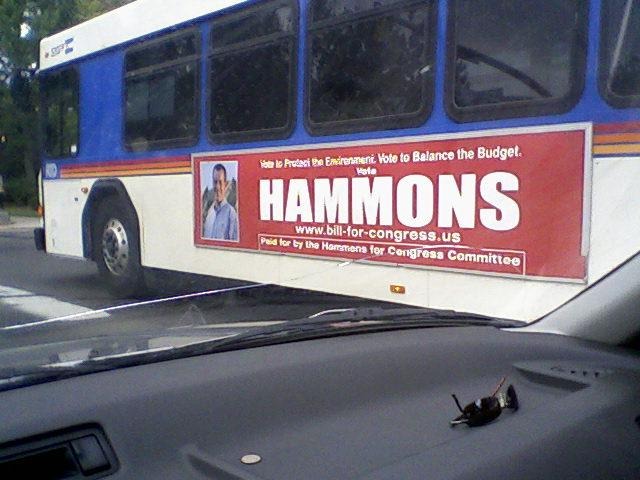 Vote to Protect the Environment. Vote to Balance the Budget.
Vote
HAMMONS
www.bill-for-congress.us
Paid for by the Hammons for Congress Committee